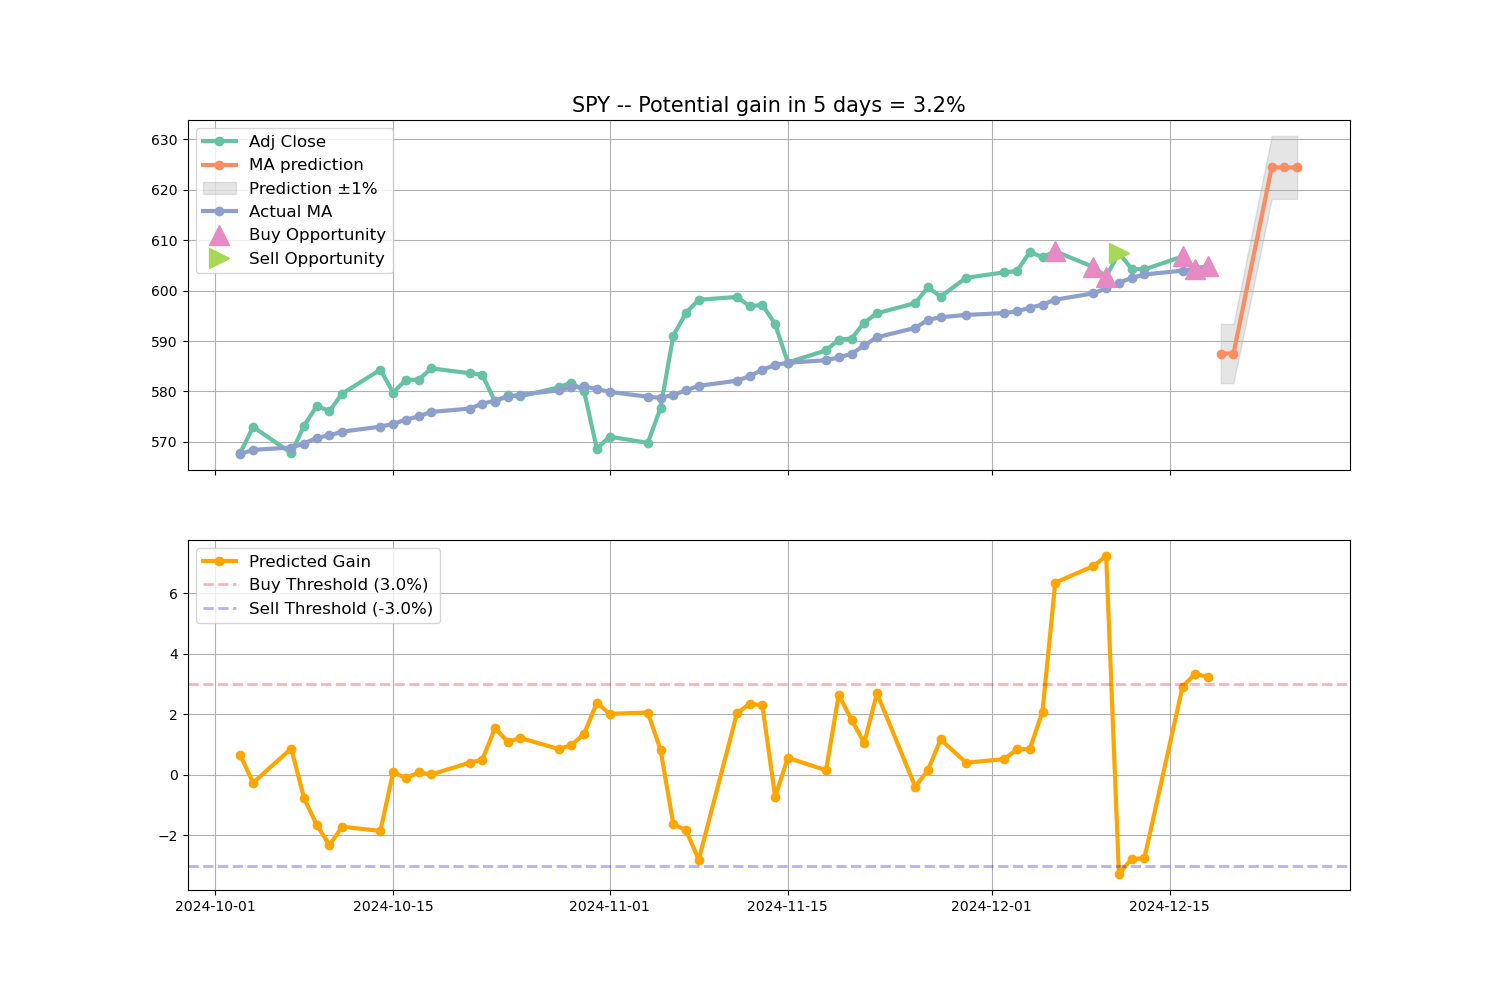 SPY -- Potential gain in 5 days = 3.2%
630
620
610
600
590
580
570
Adj Close
MA prediction
Prediction ±1%
Actual MA
Buy Opportunity
Sell Opportunity
6
4
2
0
−2
Predicted Gain
Buy Threshold (3.0%)
Sell Threshold (-3.0%)
2024-10-01
2024-10-15
2024-11-01
2024-11-15
2024-12-01
2024-12-15